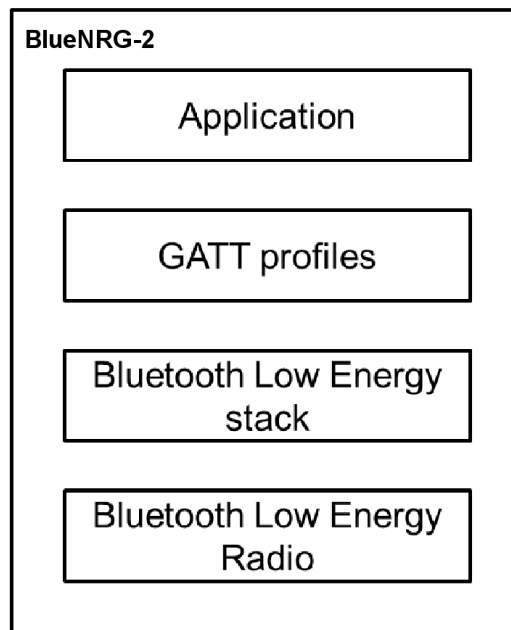 BlueNRG-2
Application
GATT profiles
Bluetooth Low Energy
stack
Bluetooth Low Energy
Radio